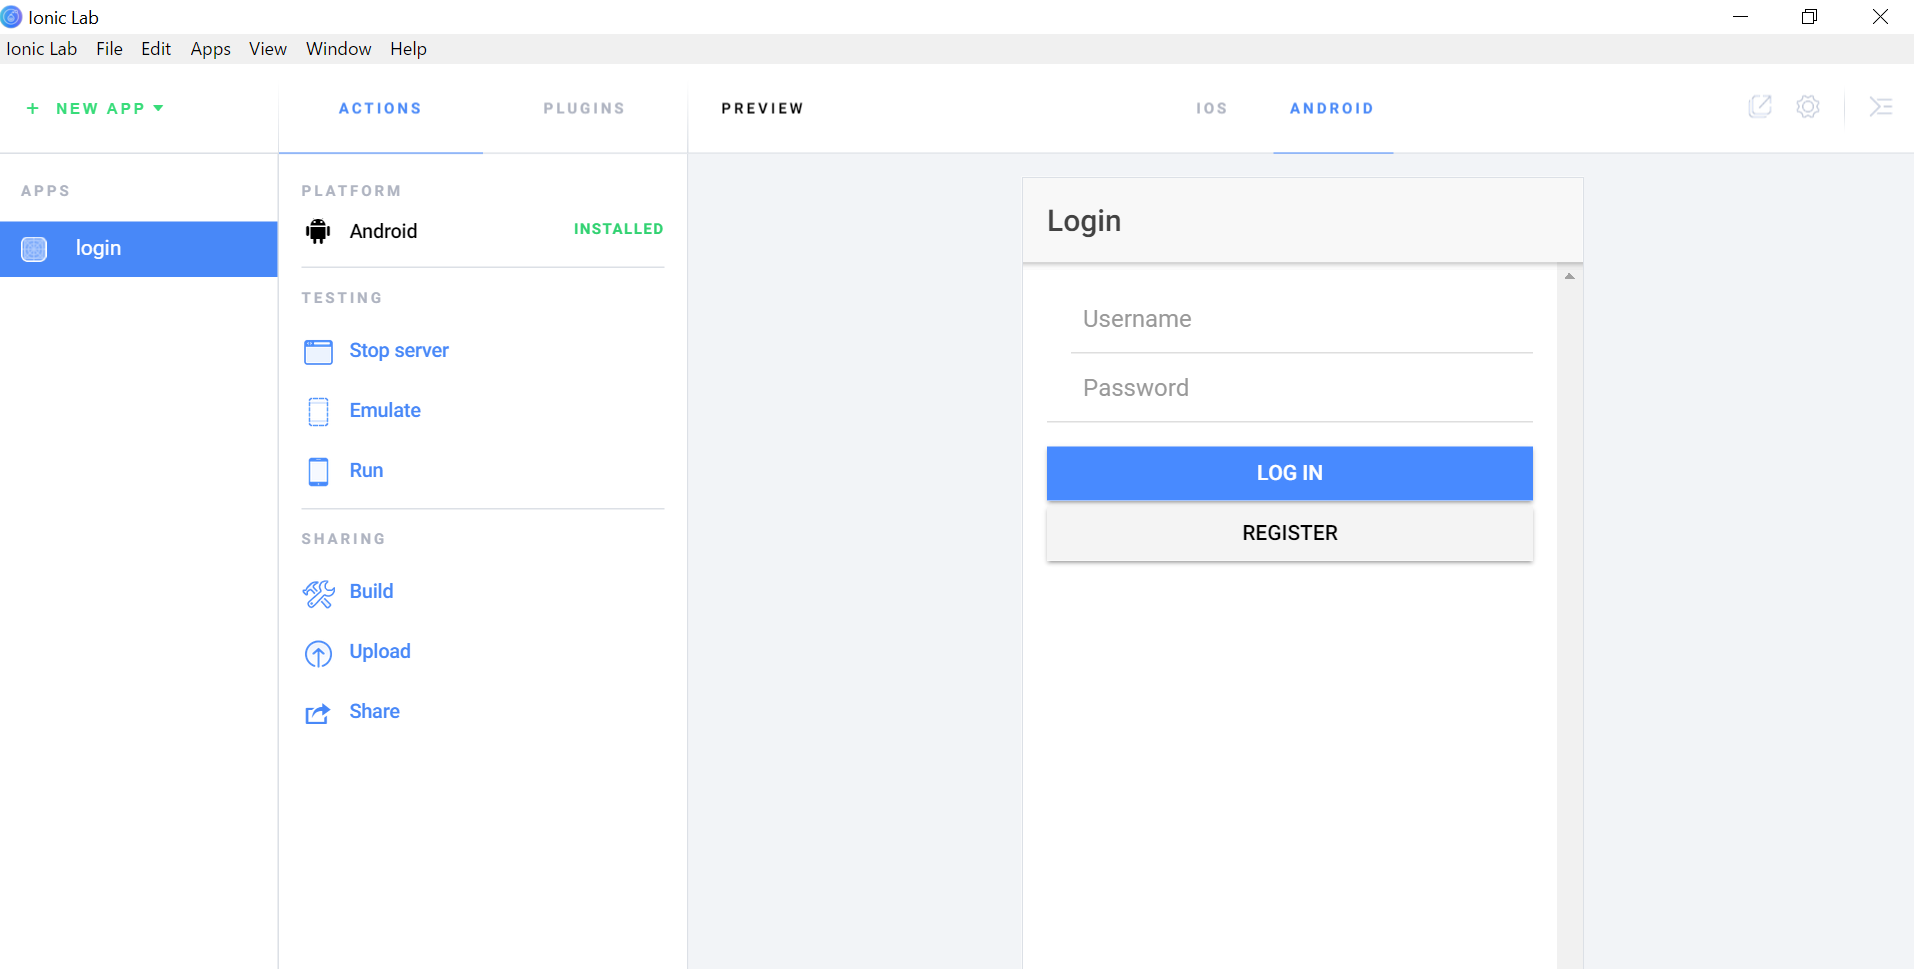 Ionic Lab
Ionic Lab File Edit Apps View Window Help
+ NEW APP
ACTIONS
PLUGINS
PREVIEW
IOS
ANDROID
APPS
login
PLATFORM
Android
INSTALLED
TESTING
Stop server
Emulate
Run
SHARING
Build
Upload
Share
Login
Username
Password
LOG IN
REGISTER